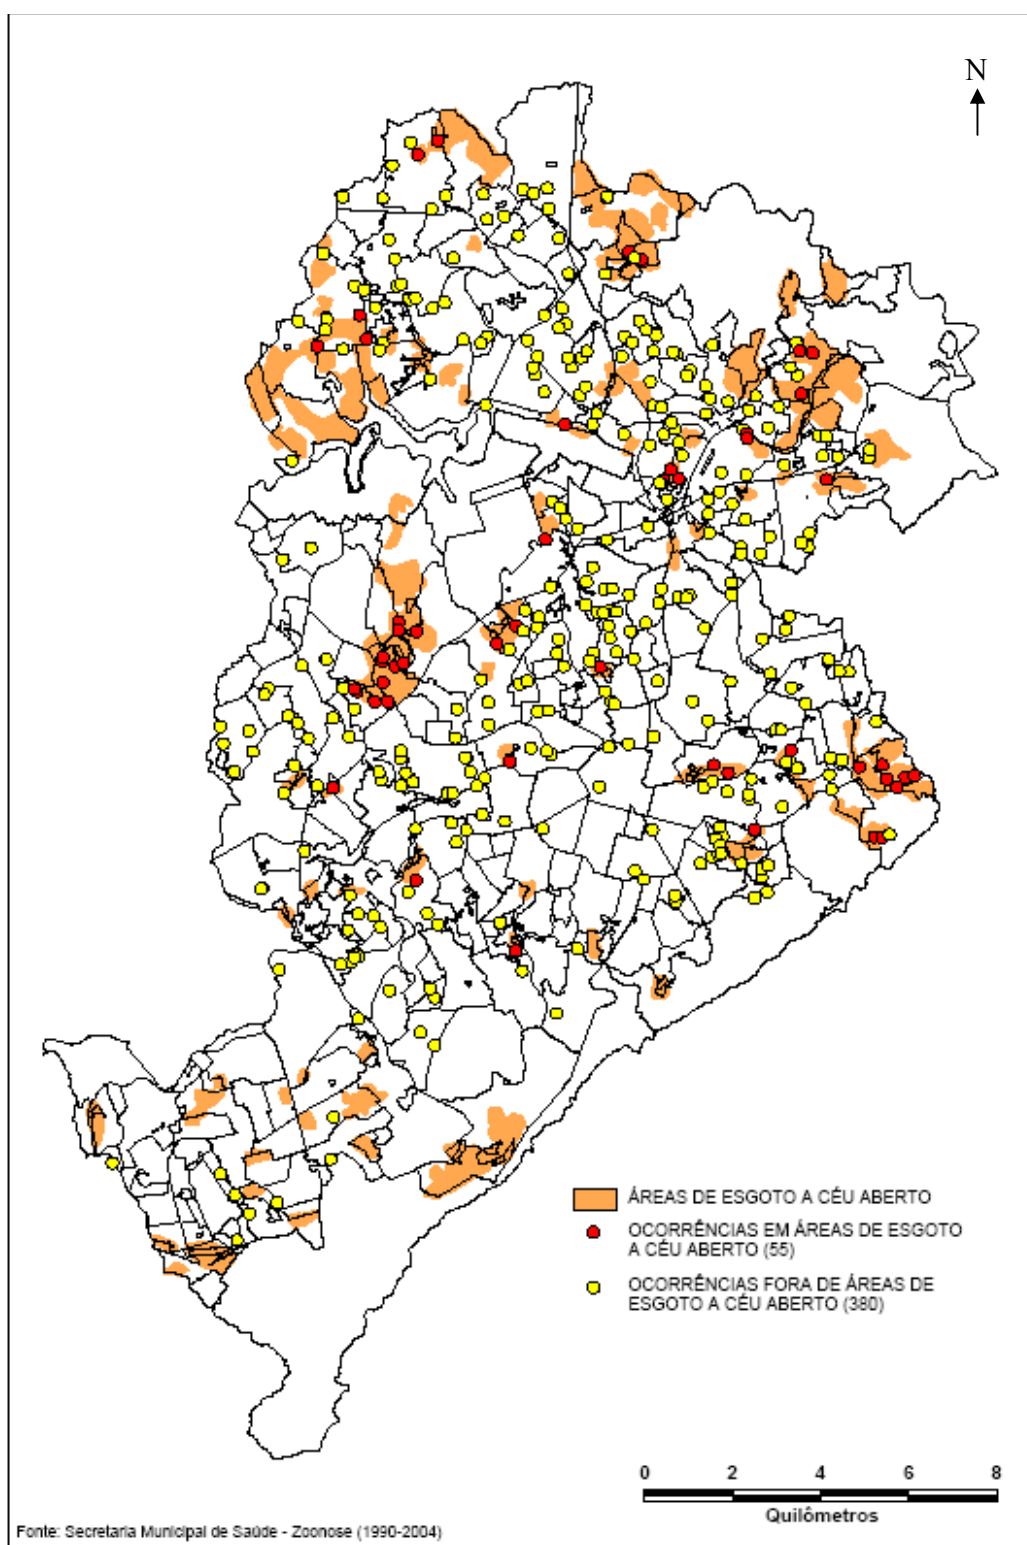 N
ÁREAS DE ESGOTO A CÉU ABERTO
OCORRÊNCIAS EM ÁREAS DE ESGOTO
A CÉU ABERTO (55)
OCORRÊNCIAS FORA DE ÁREAS DE
ESGOTO A CÉU ABERTO (380)
0 2 4 6 8
Quilômetros
Fonte: Secretaria Municipal de Saúde - Zoonose (1990-2004)